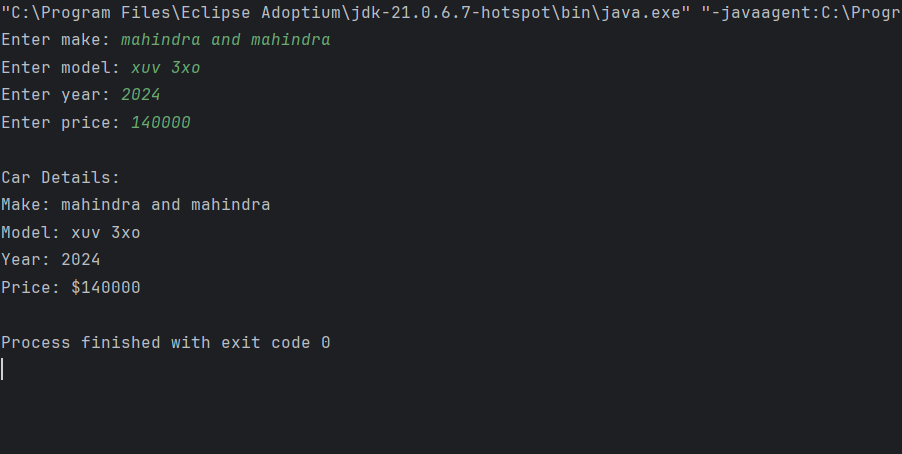 "C:\Program Files\Eclipse Adoptium\jdk-21.0.6.7-hotspot\bin\java.exe" "-javaagent:C:\Progr
Enter make: mahindra and mahindra
Enter model: xuv 3xo
Enter year: 2024
Enter price: 140000
Car Details:
Make: mahindra and mahindra
Model: xuv 3xo
Year: 2024
Price: $140000
Process finished with exit code 0